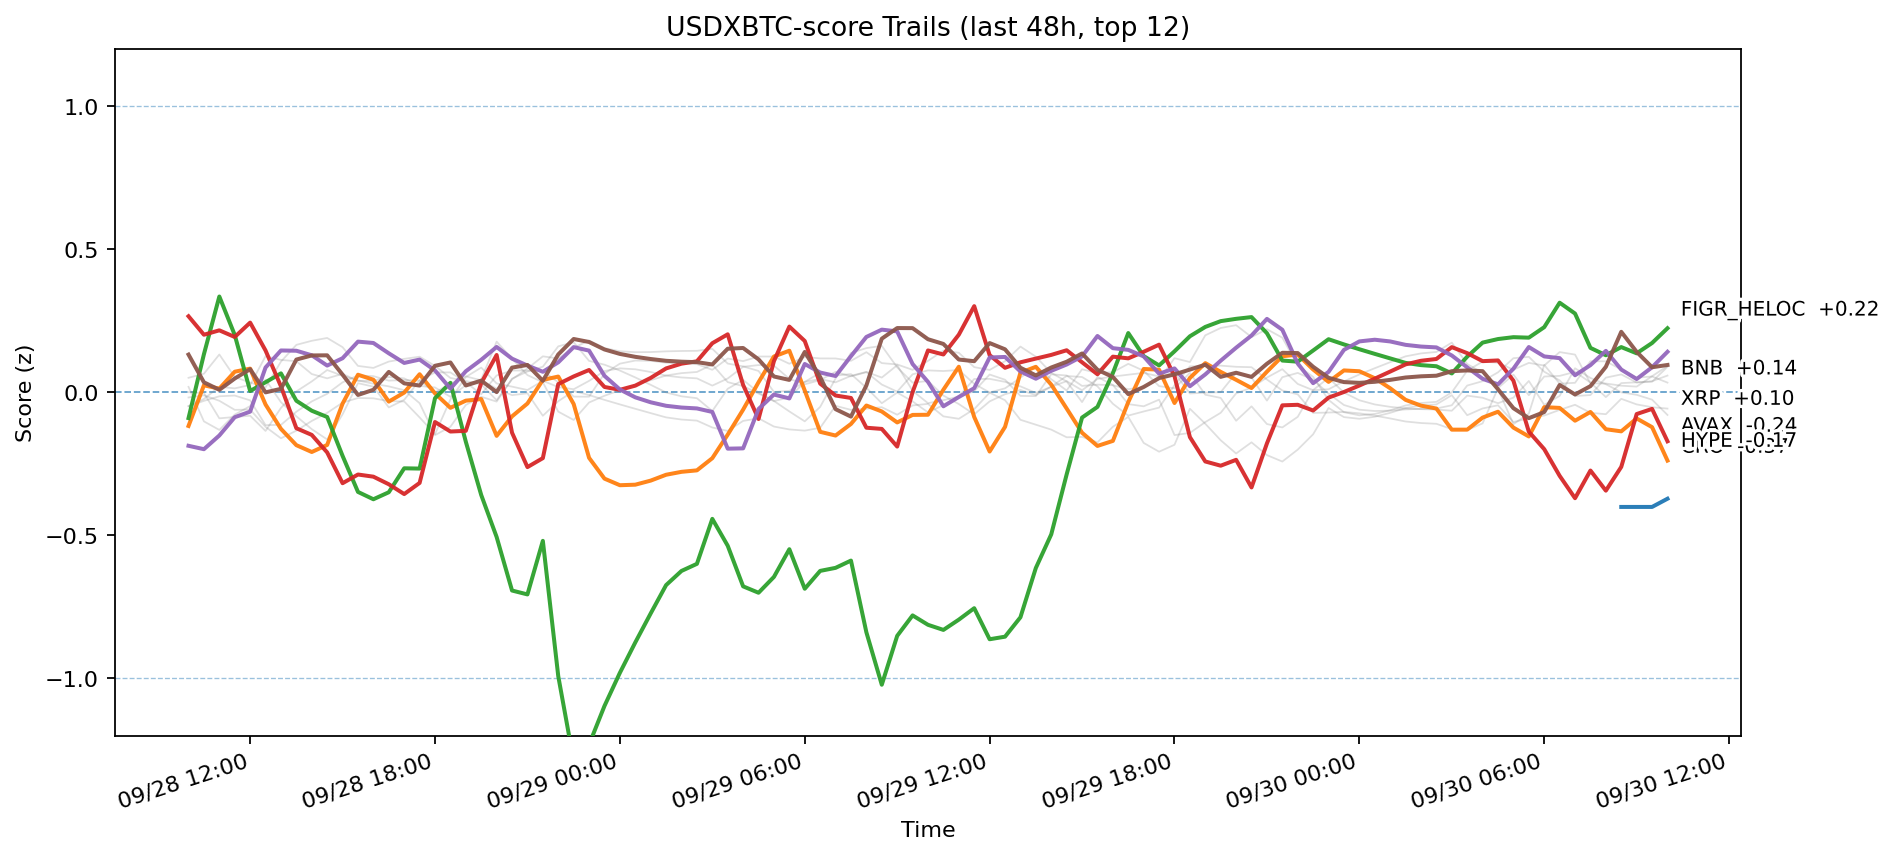 USDXBTC-score Trails (last 48h, top 12)
Score (z)
1.0
0.5
0.0
−0.5
−1.0
FIGR_HELOC +0.22
BNB +0.14
XRP +0.10
AVAX -0.24
HYPE -0.17
09/28 12:00
09/28 18:00
09/29 00:00
09/29 06:00
09/29 12:00
09/29 18:00
09/30 00:00
09/30 06:00
09/30 12:00
Time